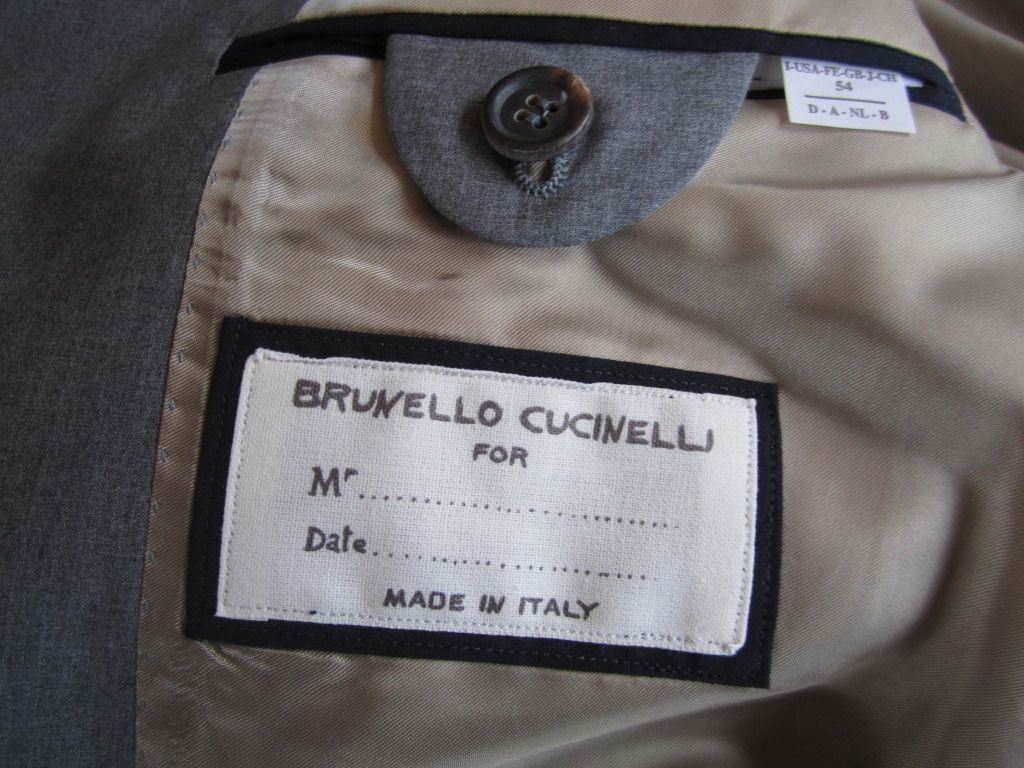 I-USA-FE-GB-J-CH
54
D - A - NL - B
BRUNELLO CUCINELLI
FOR
Mr........................................
Date....................................
MADE IN ITALY